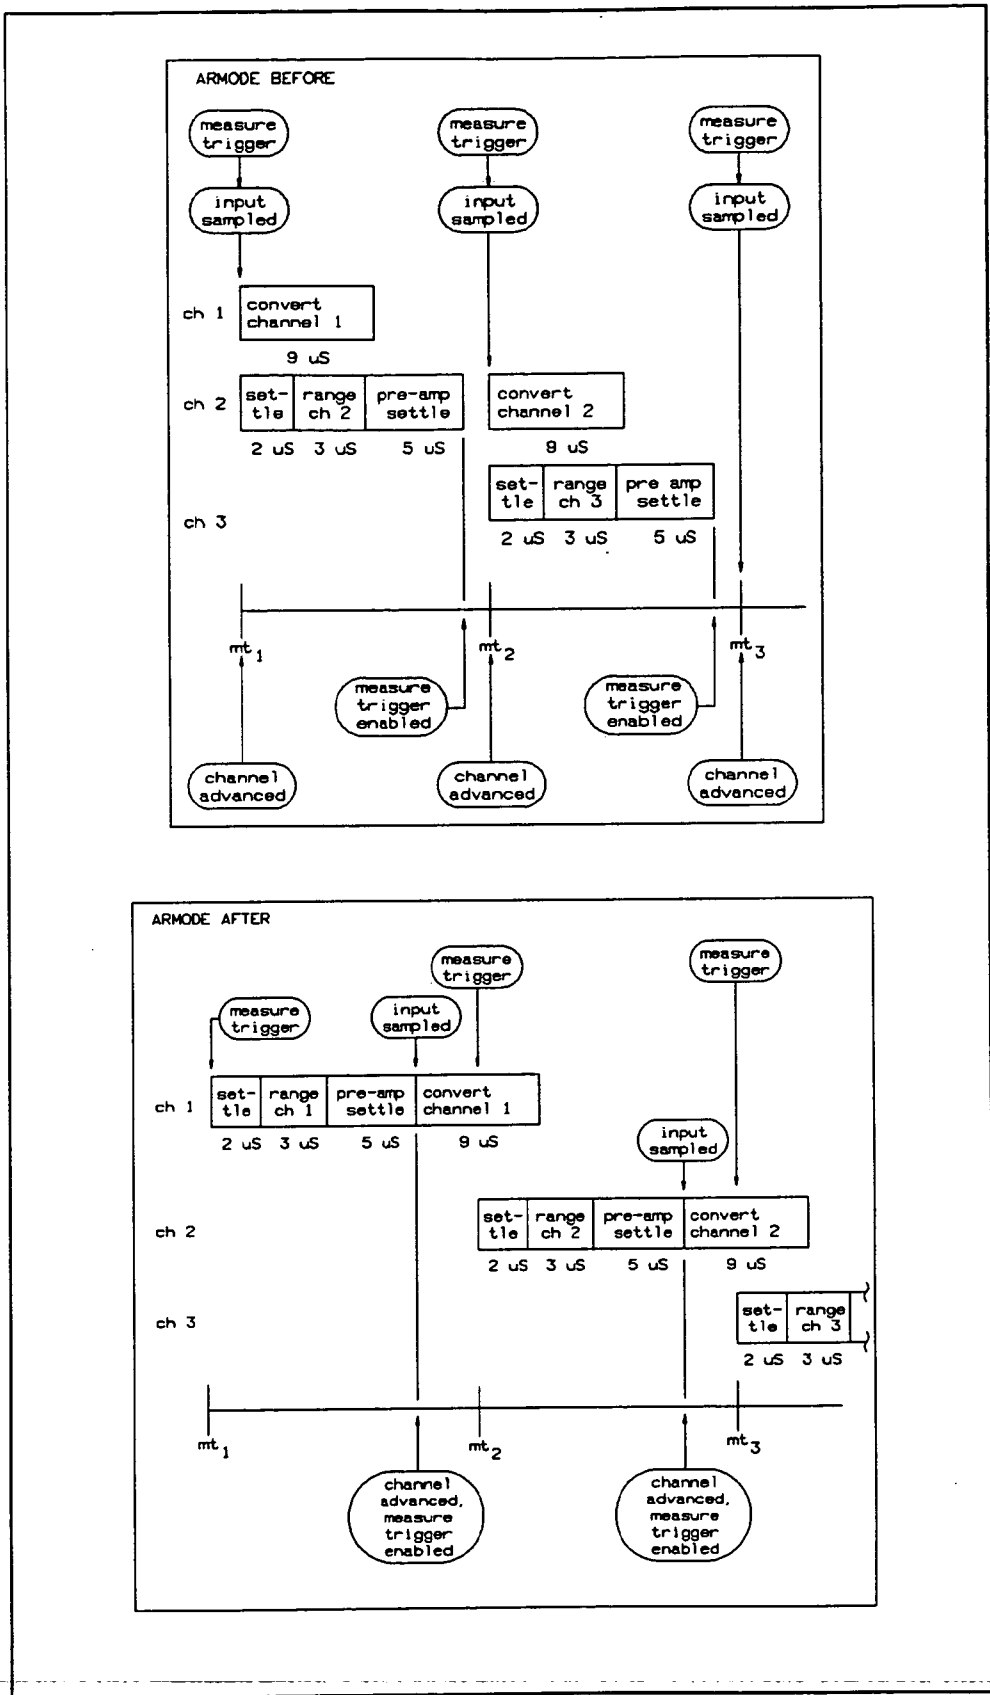 ARMODE BEFORE
measure
trigger
measure
trigger
measure
trigger
input
sampled
input
sampled
input
sampled
ch 1
convert
channel 1
9 uS
ch 2
set-
tle
range
ch 2
pre-amp
settle
convert
channel 2
2 uS 3 uS 5 uS
9 uS
ch 3
set-
tle
range
ch 3
pre amp
settle
2 uS 3 uS 5 uS
mt1
mt2
mt3
measure
trigger
enabled
measure
trigger
enabled
channel
advanced
channel
advanced
channel
advanced
ARMODE AFTER
measure
trigger
measure
trigger
measure
trigger
input
sampled
ch 1
set-
tle
range
ch 1
pre-amp
settle
convert
channel 1
2 uS 3 uS 5 uS 9 uS
input
sampled
ch 2
set-
tle
range
ch 2
pre-amp
settle
convert
channel 2
2 uS 3 uS 5 uS 9 uS
ch 3
set-
tle
range
ch 3
2 uS 3 uS
mt1
mt2
mt3
channel
advanced,
measure
trigger
enabled
channel
advanced,
measure
trigger
enabled